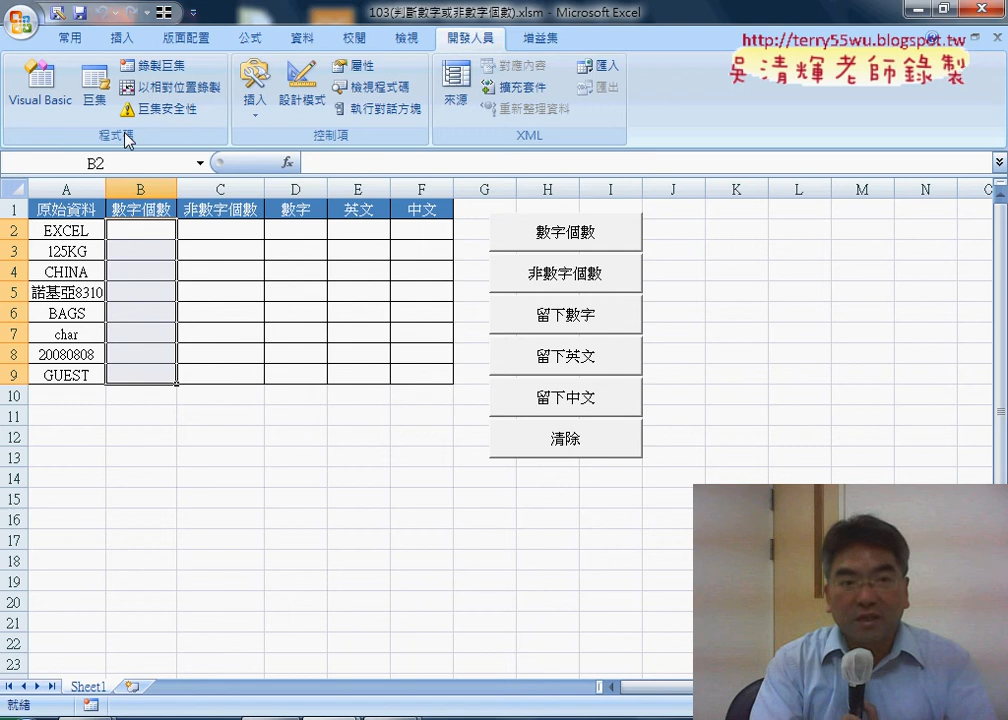 103(判斷數字或非數字個數).xlsm - Microsoft Excel
常用 插入 版面配置 公式 資料 校閱 檢視 開發人員 增益集
http://terry55wu.blogspot.tw
吳清輝老師錄製
Visual Basic 巨集 錄製巨集 以相對位置錄製 巨集安全性
插入 設計模式 屬性 檢視程式碼 執行對話方塊
來源 對應內容 擴充套件 重新整理資料 匯入 匯出
程式碼 控制項 XML
B2 fx
A B C D E F G H I J K L M N O
1 原始資料 數字個數 非數字個數 數字 英文 中文
2 EXCEL
3 125KG
4 CHINA
5 諾基亞8310
6 BAGS
7 char
8 20080808
9 GUEST
10
11
12
13
14
15
16
17
18
19
20
21
22
23
數字個數
非數字個數
留下數字
留下英文
留下中文
清除
Sheet1
就緒